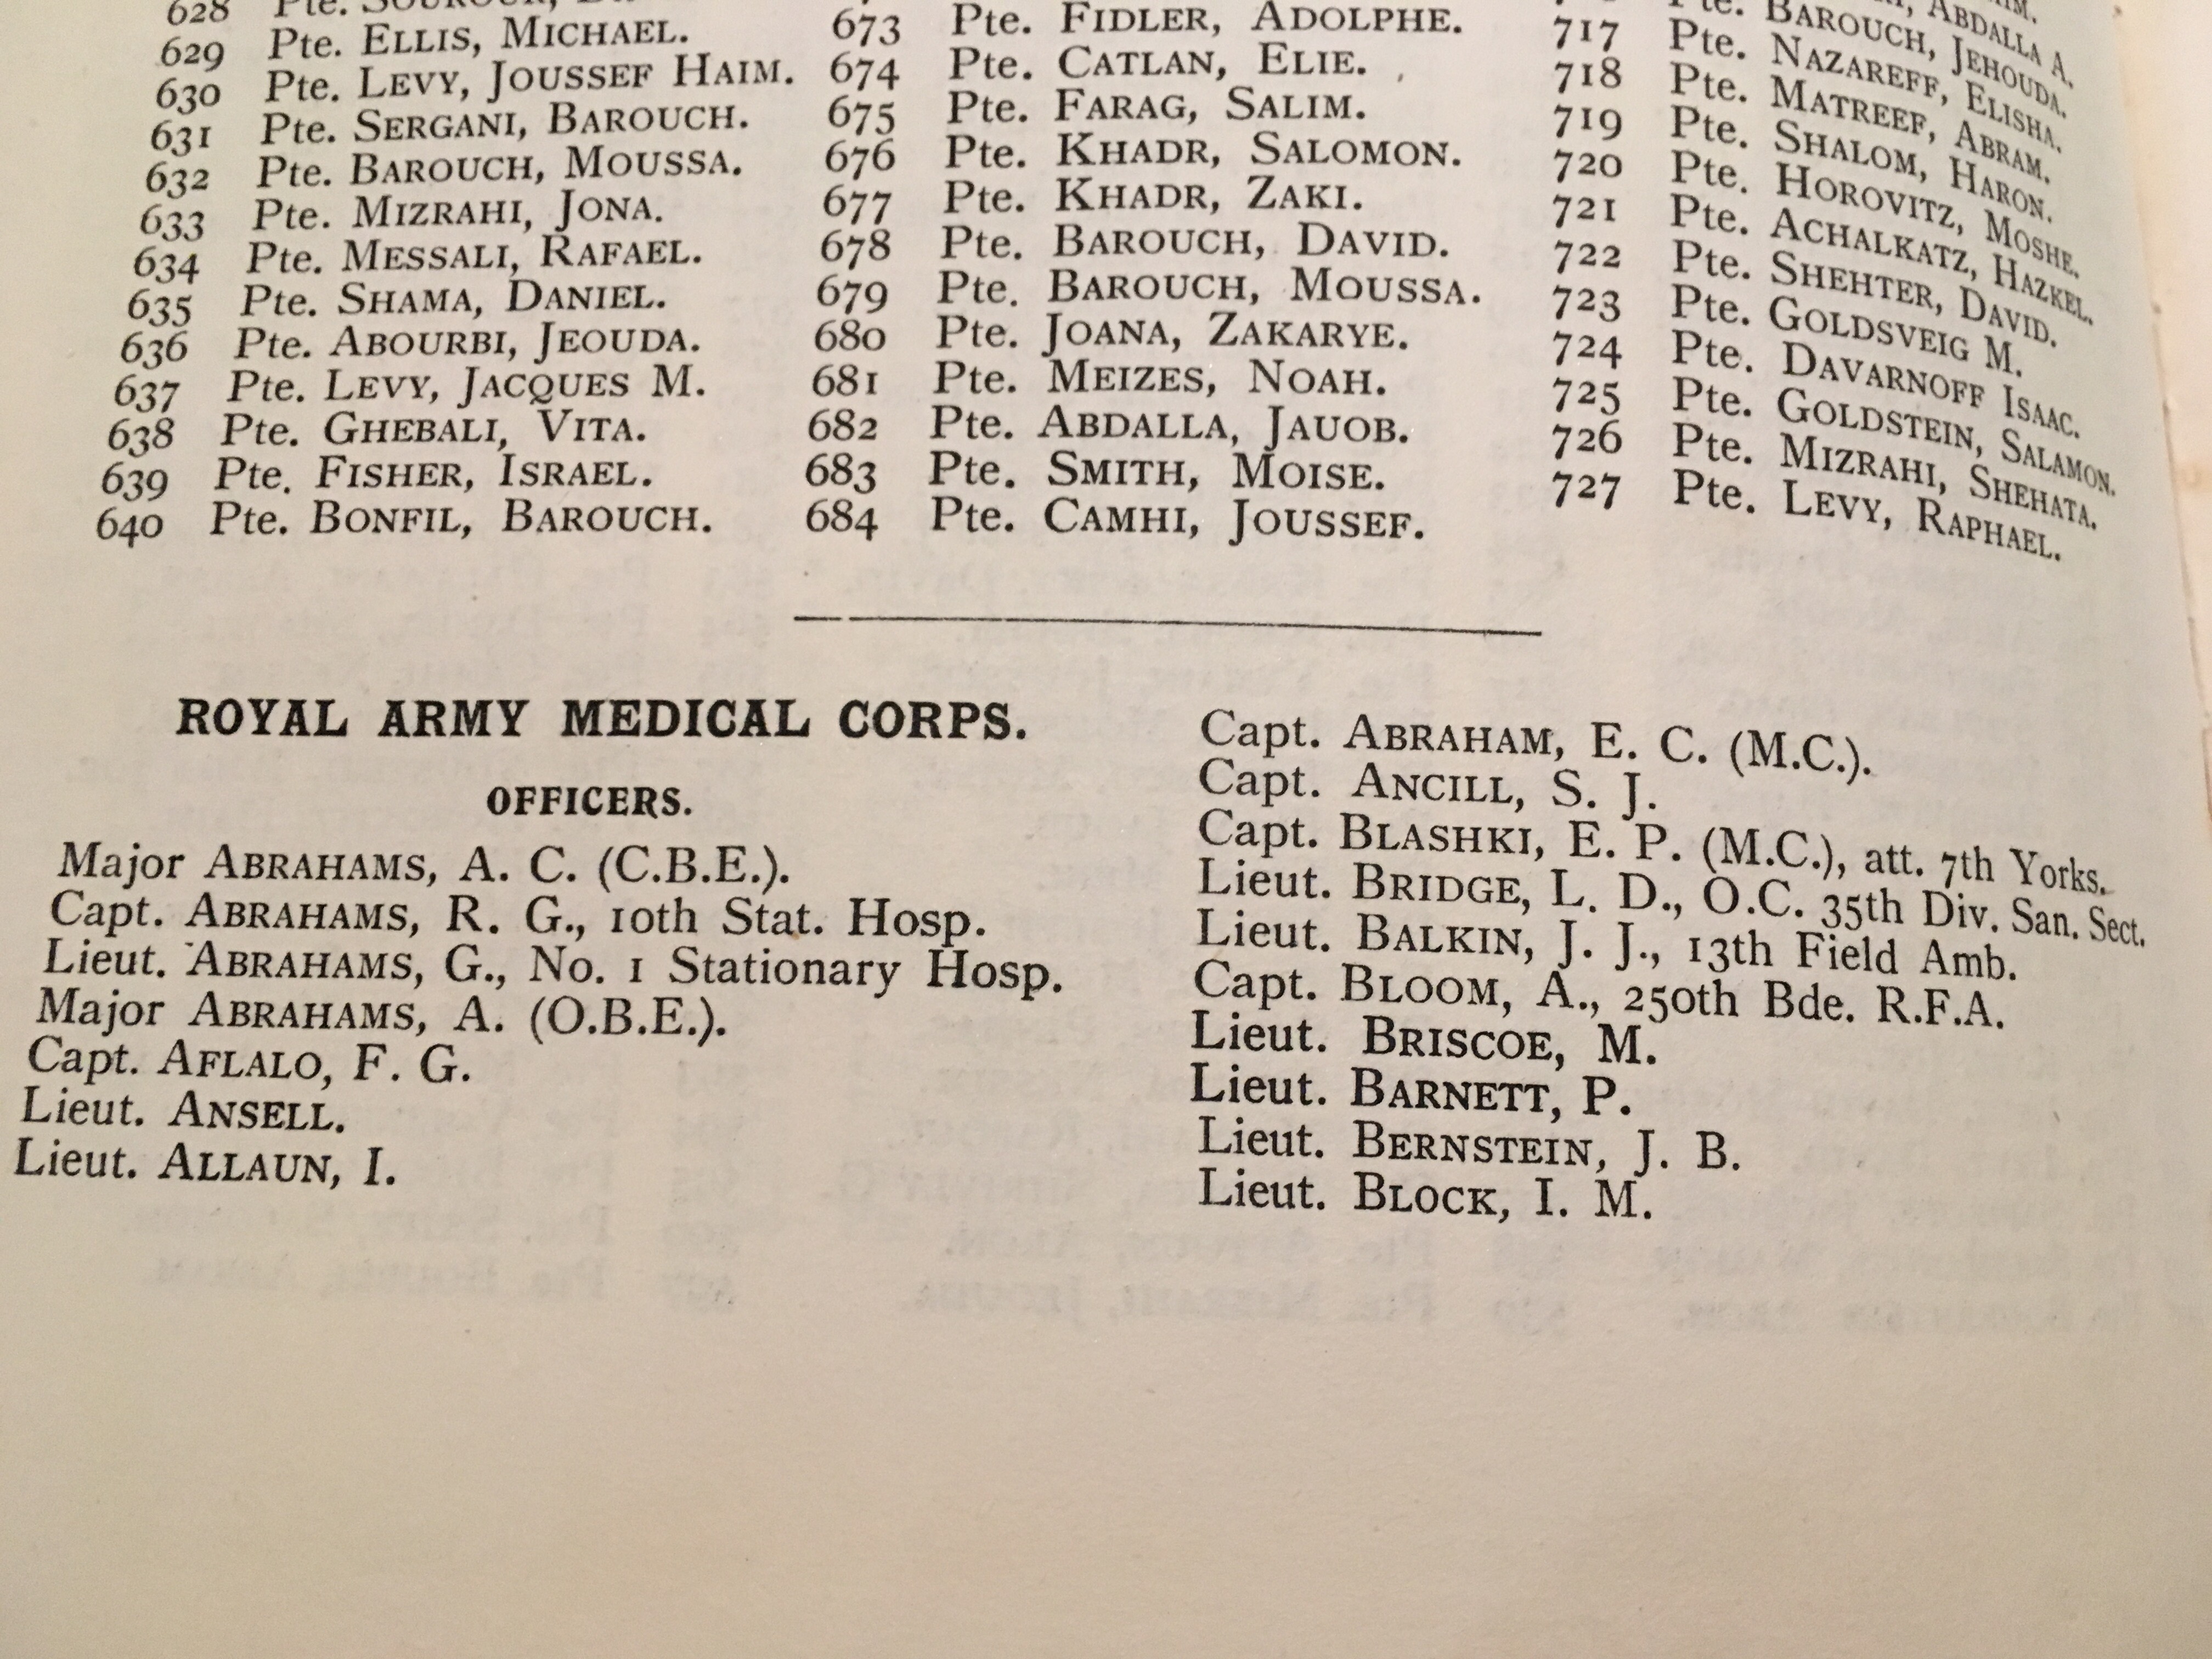 628 Pte.
629 Pte. ELLIS, MICHAEL.
630 Pte. LEVY, JOUSSEF HAIM.
631 Pte. SERGANI, BAROUCH.
632 Pte. BAROUCH, MOUSSA.
633 Pte. MIZRAHI, JONA.
634 Pte. MESSALI, RAFAEL.
635 Pte. SHAMA, DANIEL.
636 Pte. ABOURBI, JEOUDA.
637 Pte. LEVY, JACQUES M.
638 Pte. GHEBALI, VITA.
639 Pte. FISHER, ISRAEL.
640 Pte. BONFIL, BAROUCH.
673 Pte. FIDLER, ADOLPHE.
674 Pte. CATLAN, ELIE.
675 Pte. FARAG, SALIM.
676 Pte. KHADR, SALOMON.
677 Pte. KHADR, ZAKI.
678 Pte. BAROUCH, DAVID.
679 Pte. BAROUCH, MOUSSA.
680 Pte. JOANA, ZAKARYE.
681 Pte. MEIZES, NOAH.
682 Pte. ABDALLA, JAUOB.
683 Pte. SMITH, MOISE.
684 Pte. CAMHI, JOUSSEF.
ABDALLA A.
Pte. BAROUCH, JEHOUDA.
717 Pte. NAZAREFF, ELISHA.
718 Pte. MATREEF, ABRAM.
719 Pte. SHALOM, HARON.
720 Pte. HOROVITZ, MOSHE.
721 Pte. ACHALKATZ, HAZKEL.
722 Pte. SHEHTER, DAVID.
723 Pte. GOLDSVEIG M.
724 Pte. DAVARNOFF ISAAC.
725 Pte. GOLDSTEIN, SALAMON.
726 Pte. MIZRAHI, SHEHATA.
727 Pte. LEVY, RAPHAEL.
ROYAL ARMY MEDICAL CORPS.
OFFICERS.
Major ABRAHAMS, A. C. (C.B.E.).
Capt. ABRAHAMS, R. G., 10th Stat. Hosp.
Lieut. ABRAHAMS, G., No. 1 Stationary Hosp.
Major ABRAHAMS, A. (O.B.E.).
Capt. AFLALO, F. G.
Lieut. ANSELL.
Lieut. ALLAUN, I.
Capt. ABRAHAM, E. C. (M.C.).
Capt. ANCILL, S. J.
Capt. BLASHKI, E. P. (M.C.), att. 7th Yorks.
Lieut. BRIDGE, L. D., O.C. 35th Div. San. Sect.
Lieut. BALKIN, J. J., 13th Field Amb.
Capt. BLOOM, A., 250th Bde. R.F.A.
Lieut. BRISCOE, M.
Lieut. BARNETT, P.
Lieut. BERNSTEIN, J. B.
Lieut. BLOCK, I. M.